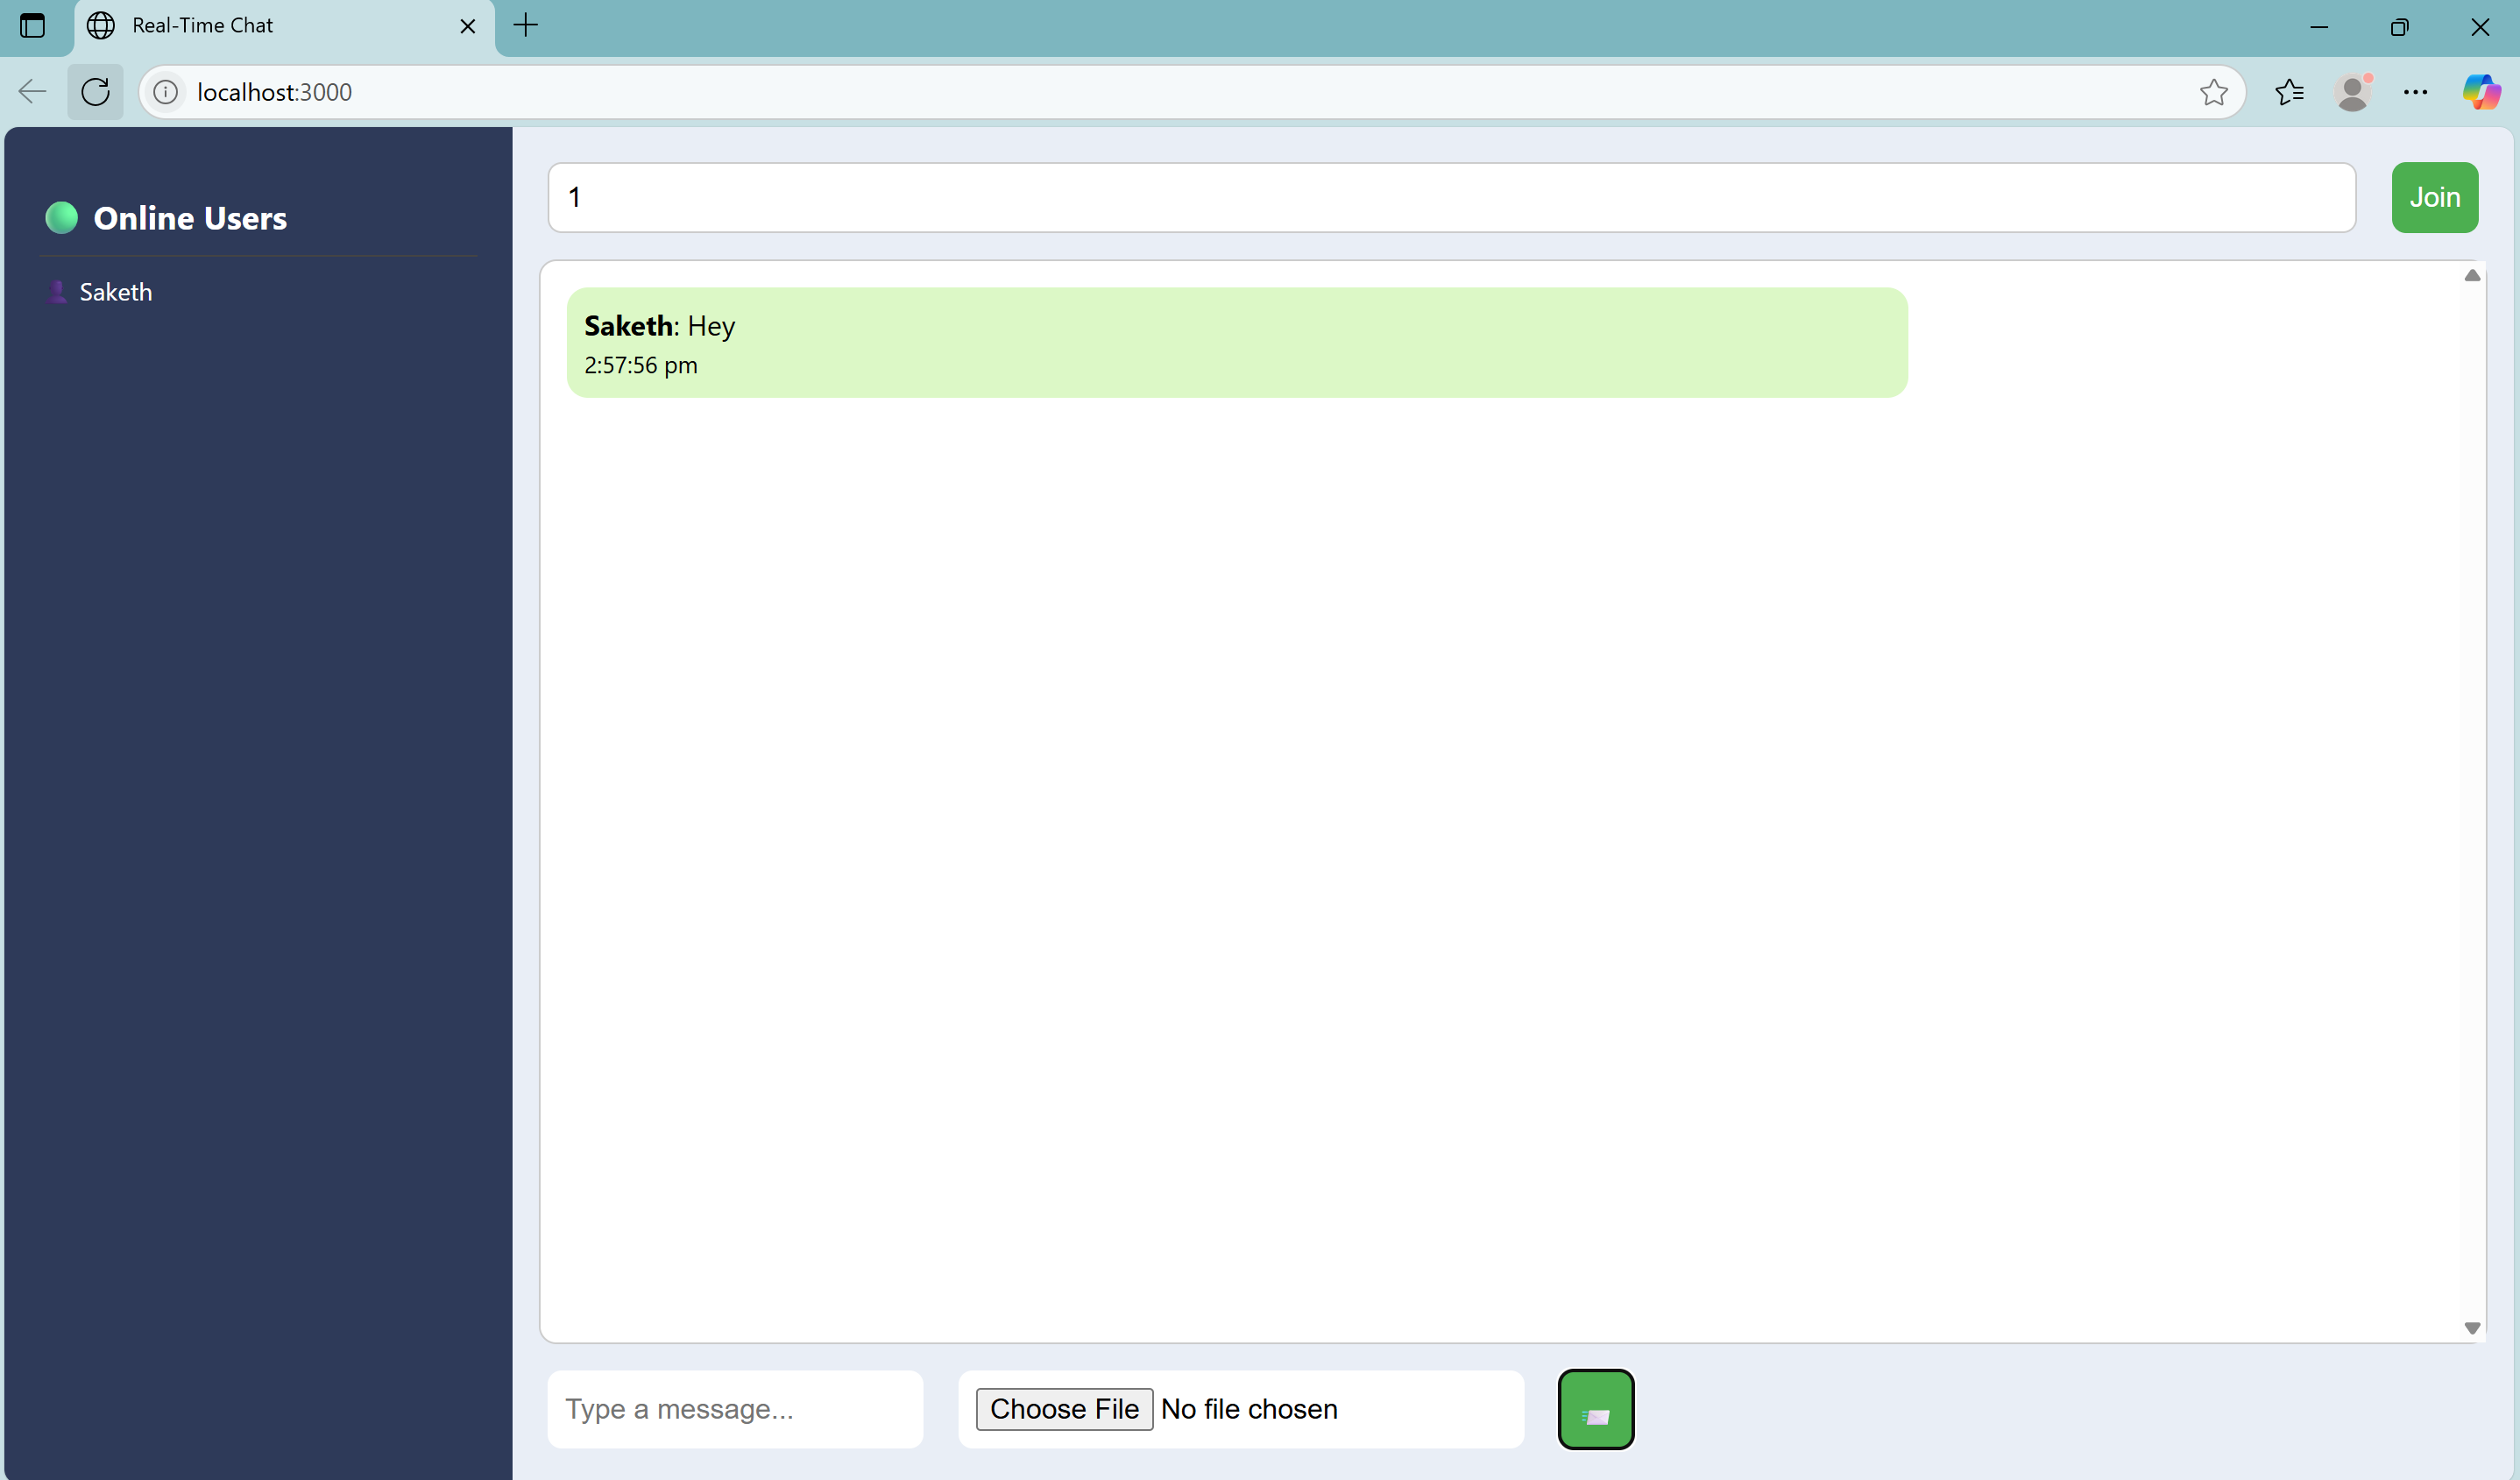 Real-Time Chat
localhost:3000
Online Users
Saketh
1
Join
Saketh: Hey
2:57:56 pm
Type a message...
Choose File No file chosen